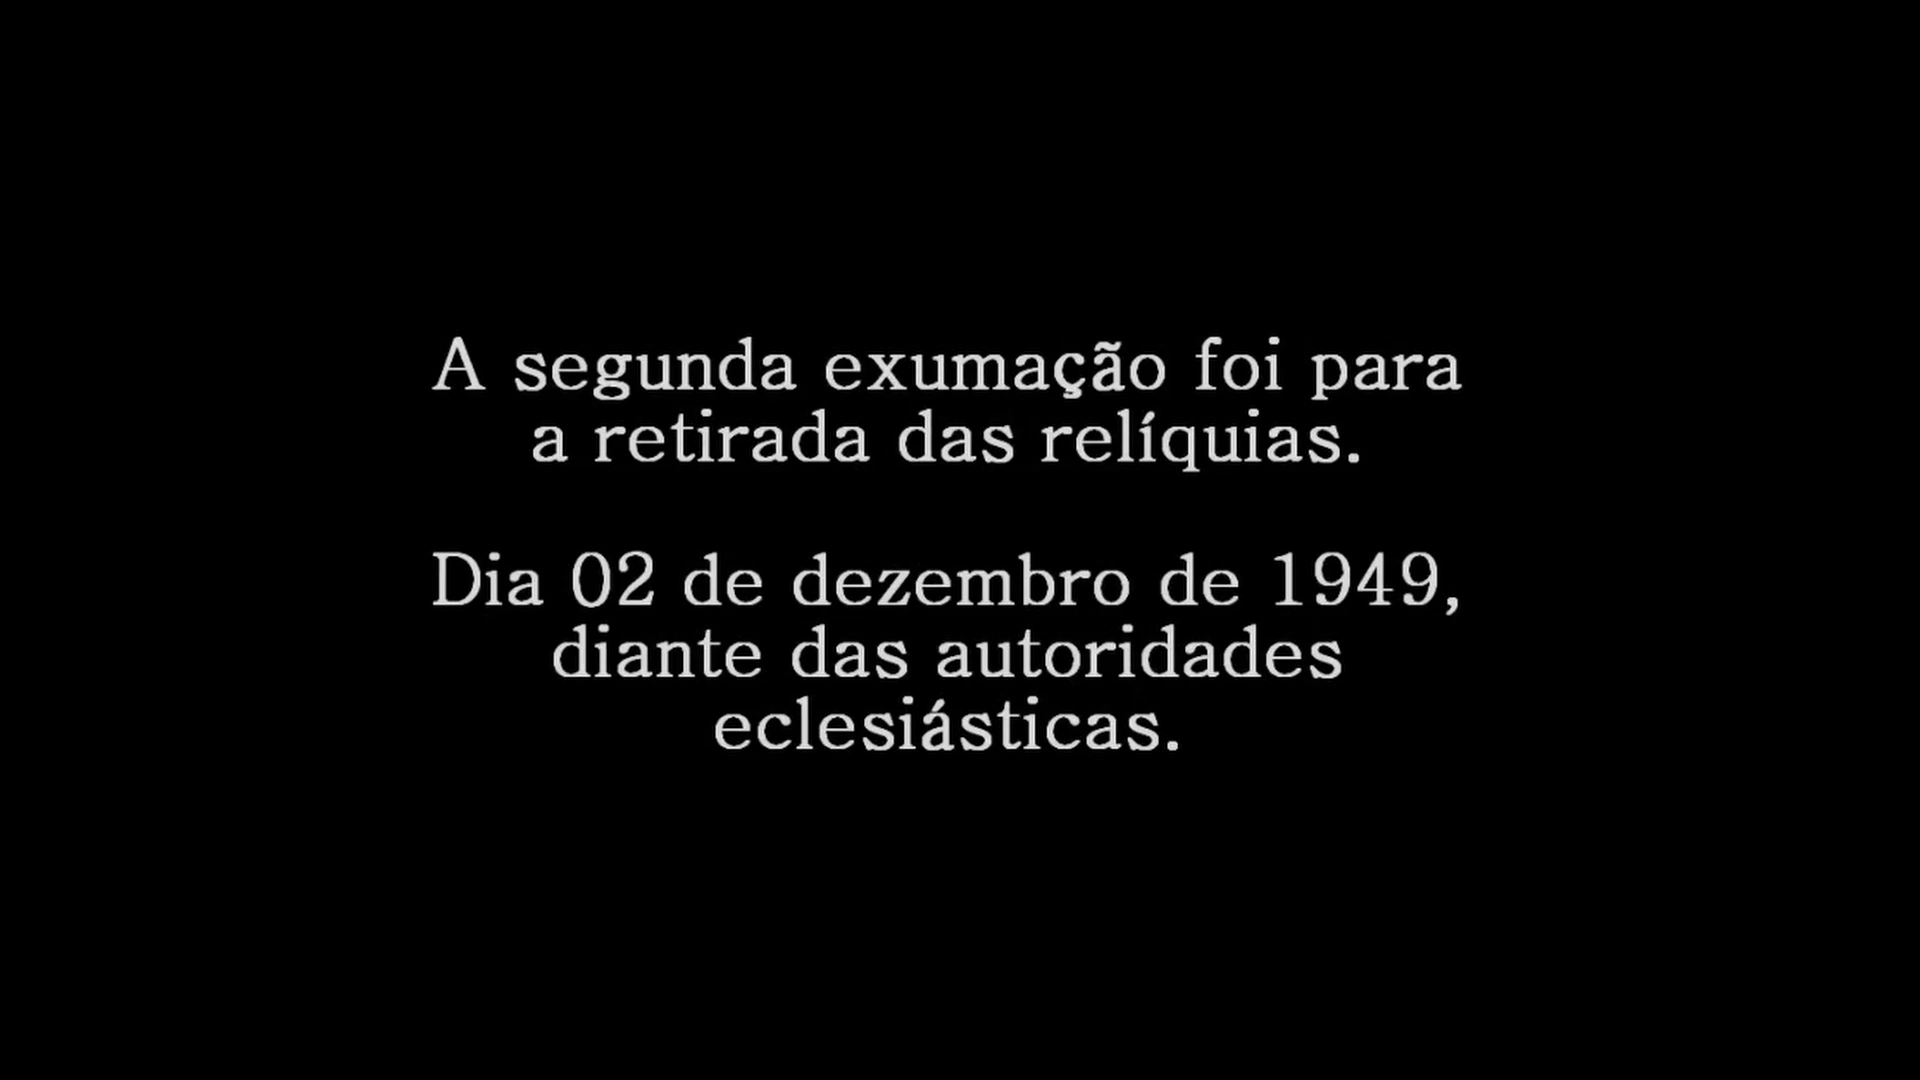 A segunda exumação foi para
a retirada das relíquias.
Dia 02 de dezembro de 1949,
diante das autoridades
eclesiásticas.